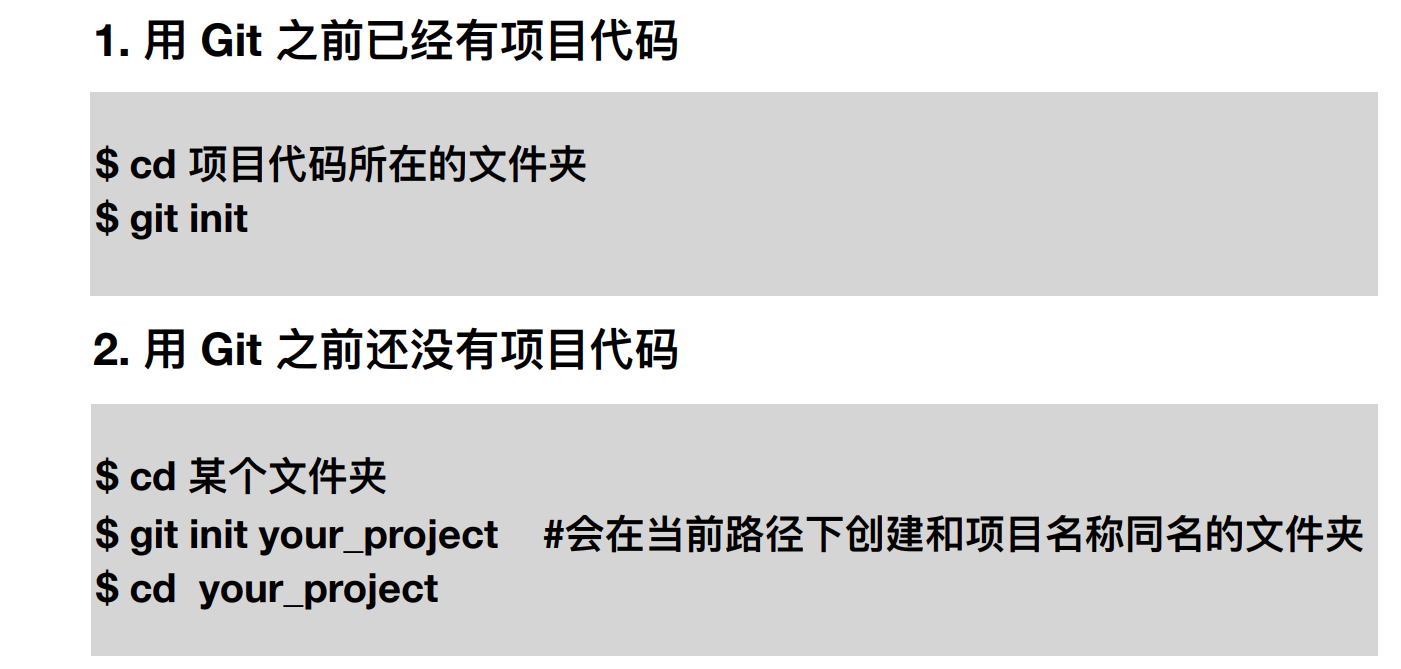 1. 用 Git 之前已经有项目代码
$ cd 项目代码所在的文件夹
$ git init
2. 用 Git 之前还没有项目代码
$ cd 某个文件夹
$ git init your_project #会在当前路径下创建和项目名称同名的文件夹
$ cd your_project